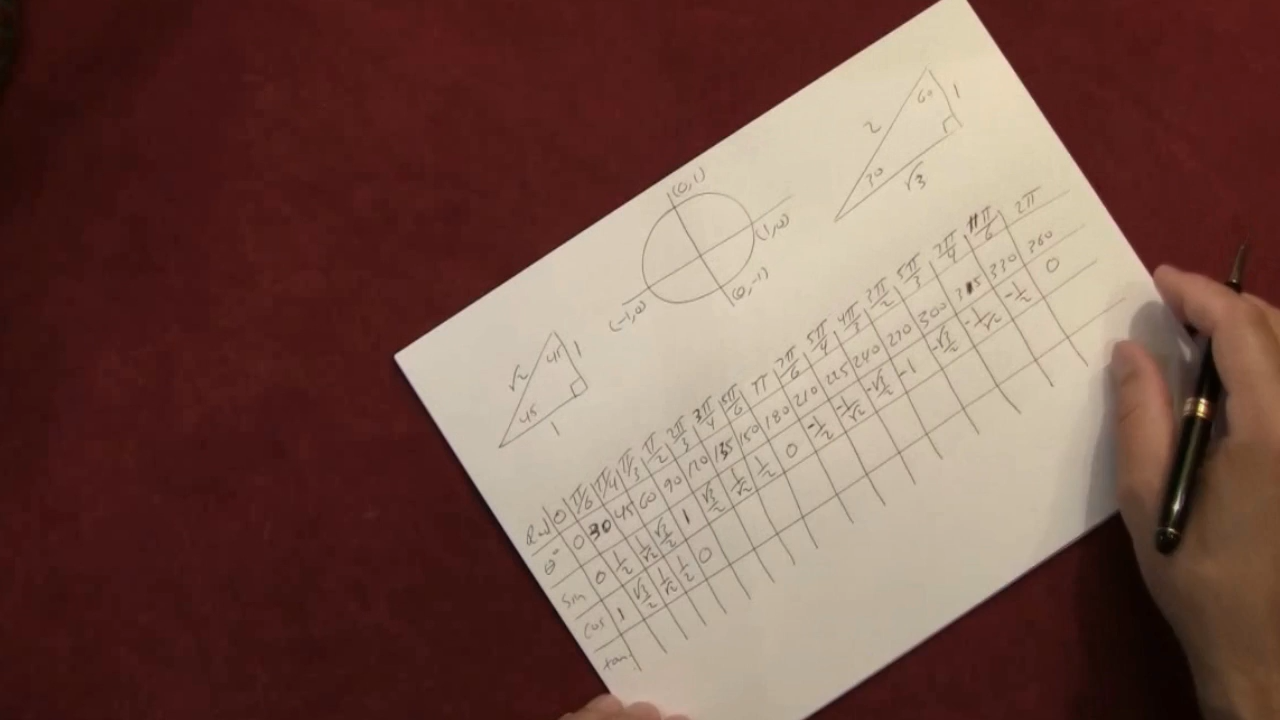 (0,1)
(1,0)
(-1,0)
(0,-1)
60
2
1
30
√3
√2
45
1
45
1
Rad 0 π/6 π/4 π/3 π/2 2π/3 3π/4 5π/6 π 7π/6 5π/4 4π/3 3π/2 5π/3 7π/4 11π/6 2π
θ° 0 30 45 60 90 120 135 150 180 210 225 240 270 300 315 330 360
Sin 0 1/2 1/√2 √3/2 1 √3/2 1/√2 1/2 0 -1/2 -1/√2 -√3/2 -1 -√3/2 -1/√2 -1/2 0
Cos 1 √3/2 1/√2 1/2 0
tan